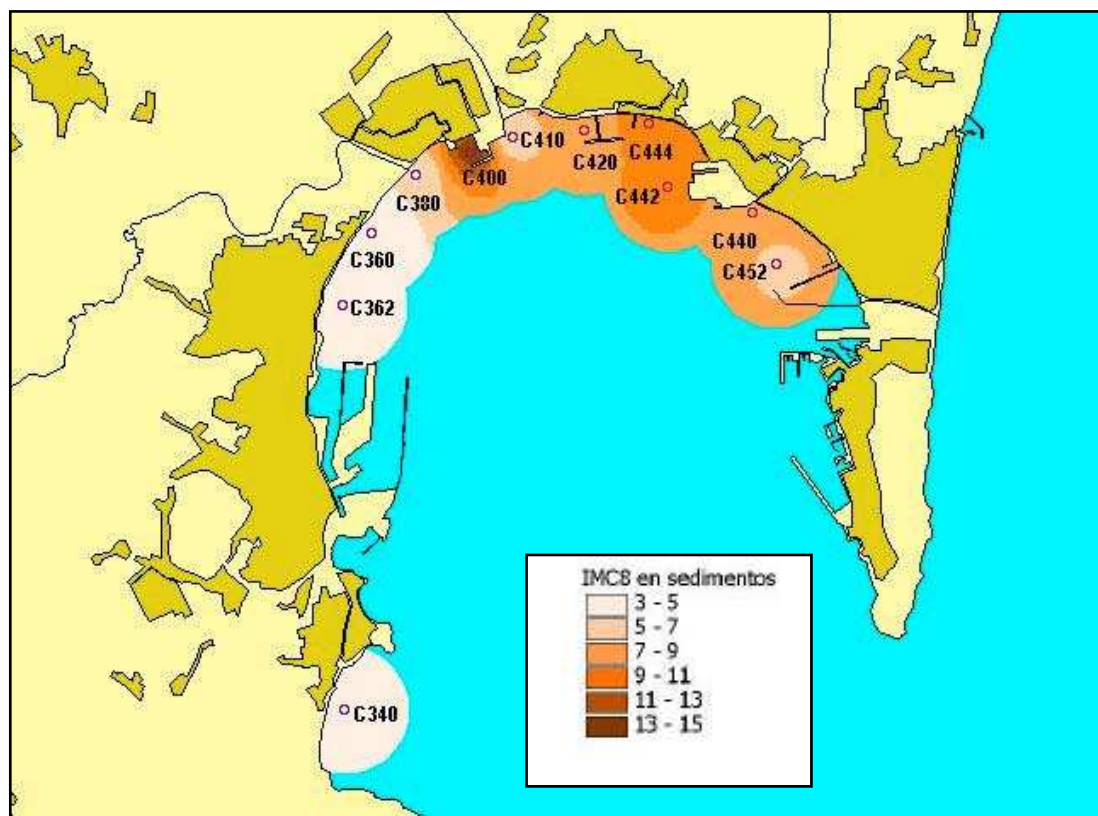 C410
C444
C420
C400
C442
C380
C440
C360
C452
C362
IMC8 en sedimentos
3 - 5
5 - 7
7 - 9
9 - 11
11 - 13
13 - 15
C340